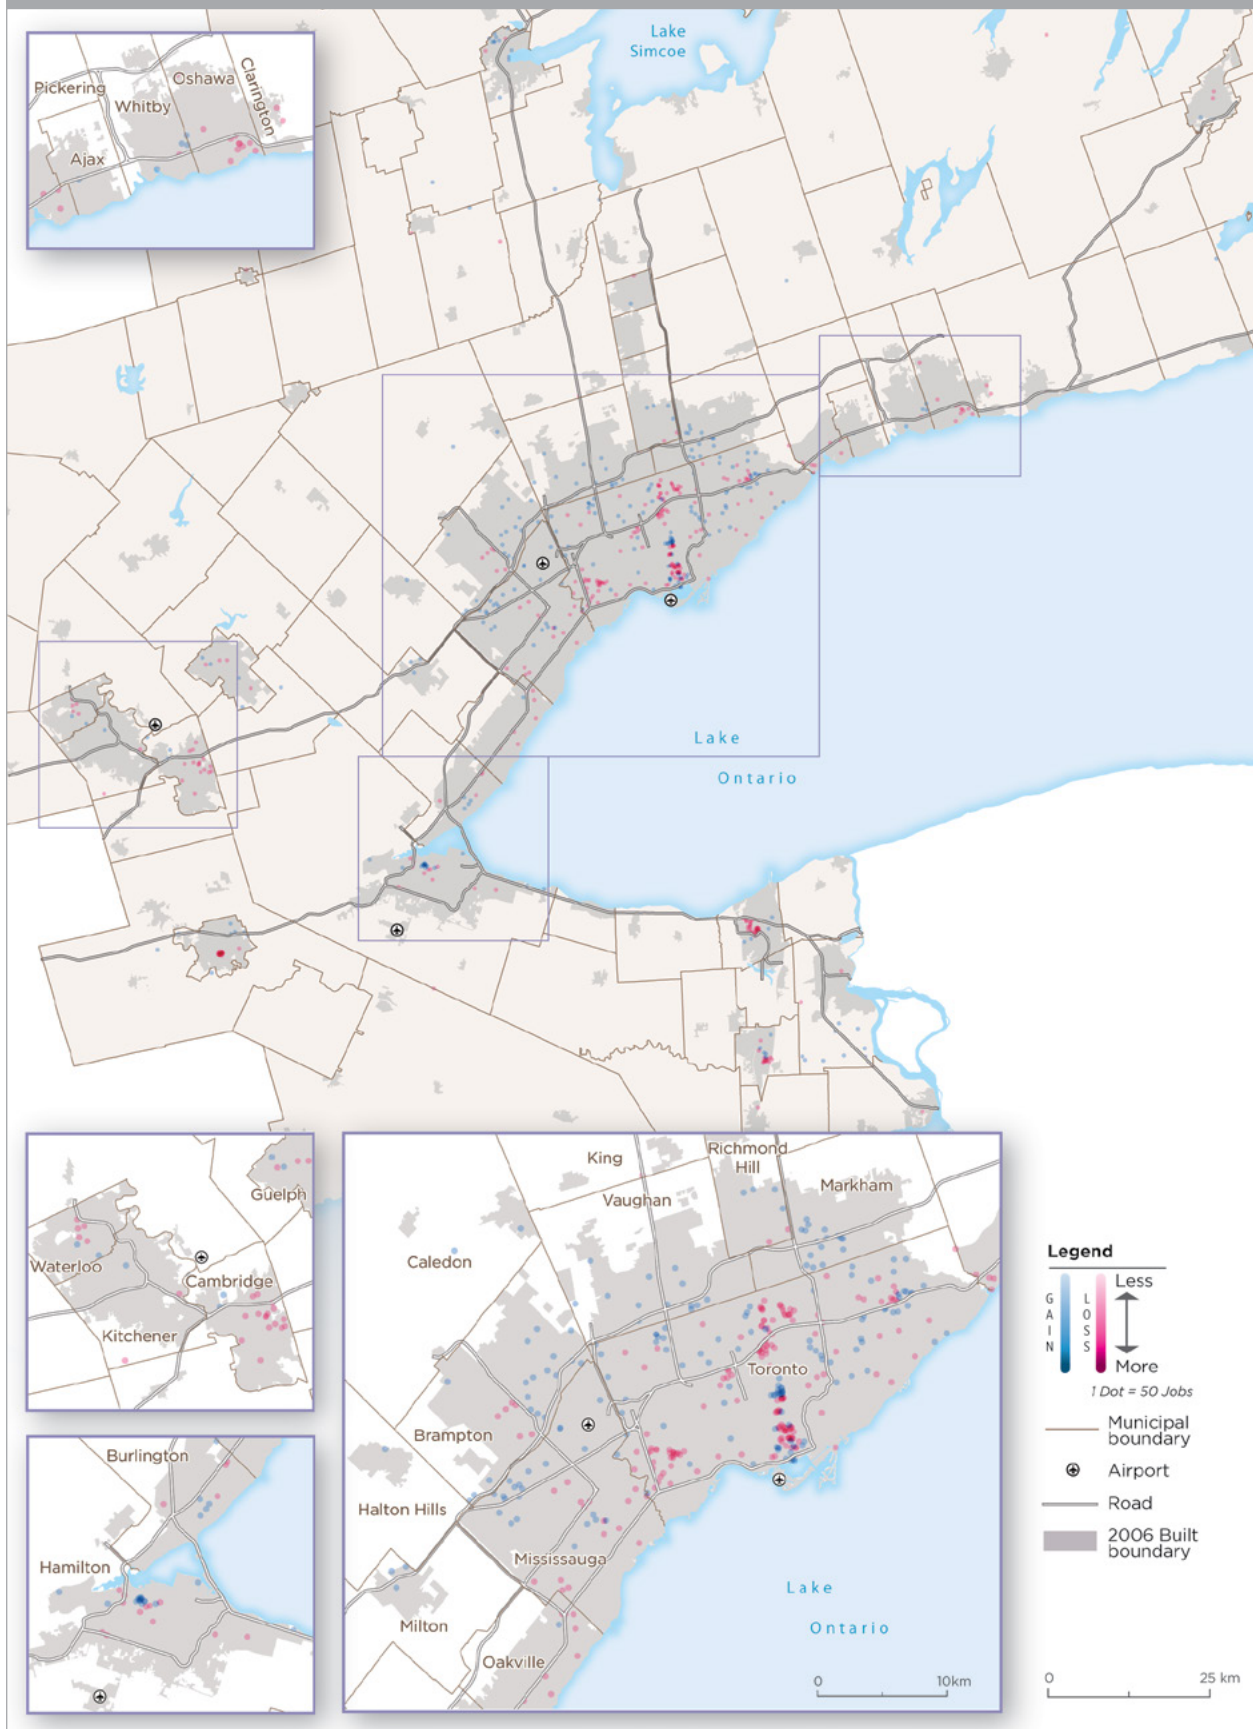 Lake
Simcoe
Pickering
Oshawa
Clarington
Whitby
Ajax
Lake
Ontario
Guelph
Waterloo
Cambridge
Kitchener
Burlington
Hamilton
King
Richmond
Hill
Vaughan
Markham
Caledon
Toronto
Brampton
Halton Hills
Mississauga
Milton
Oakville
Lake
Ontario
0 10km
Legend
GAIN
LOSS
Less
More
1 Dot = 50 Jobs
Municipal
boundary
Airport
Road
2006 Built
boundary
0 25 km